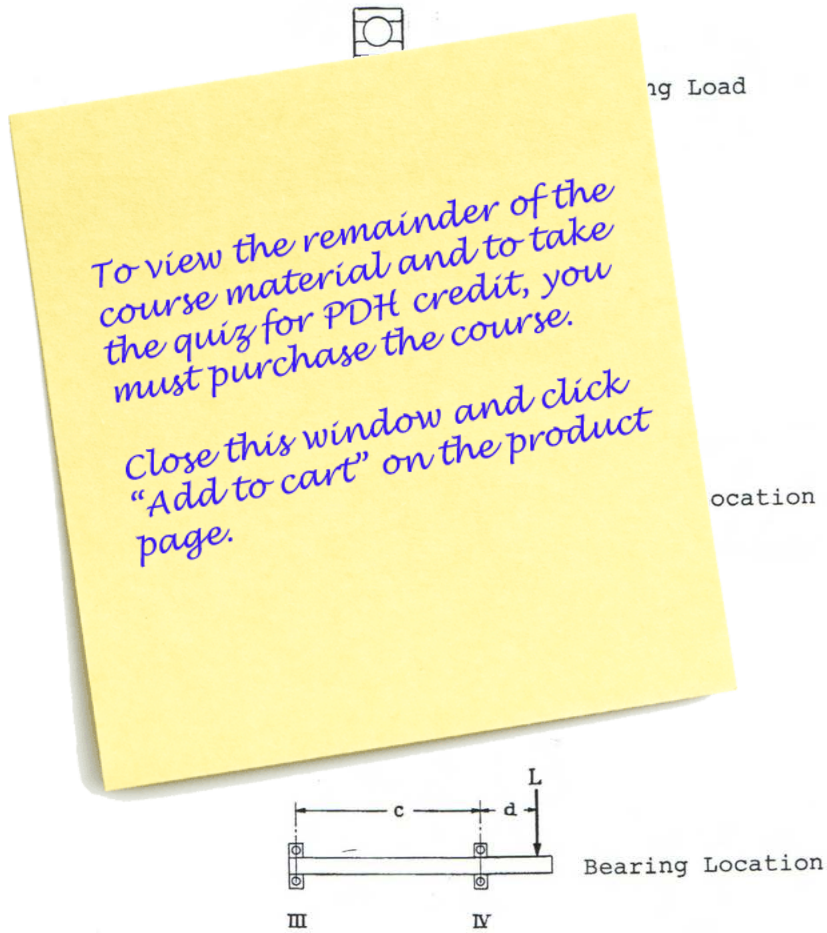 ng Load
To view the remainder of the
course material and to take
the quiz for PDH credit, you
must purchase the course.
Close this window and click
“Add to cart” on the product
page.
ocation
L
c d
Bearing Location
III IV